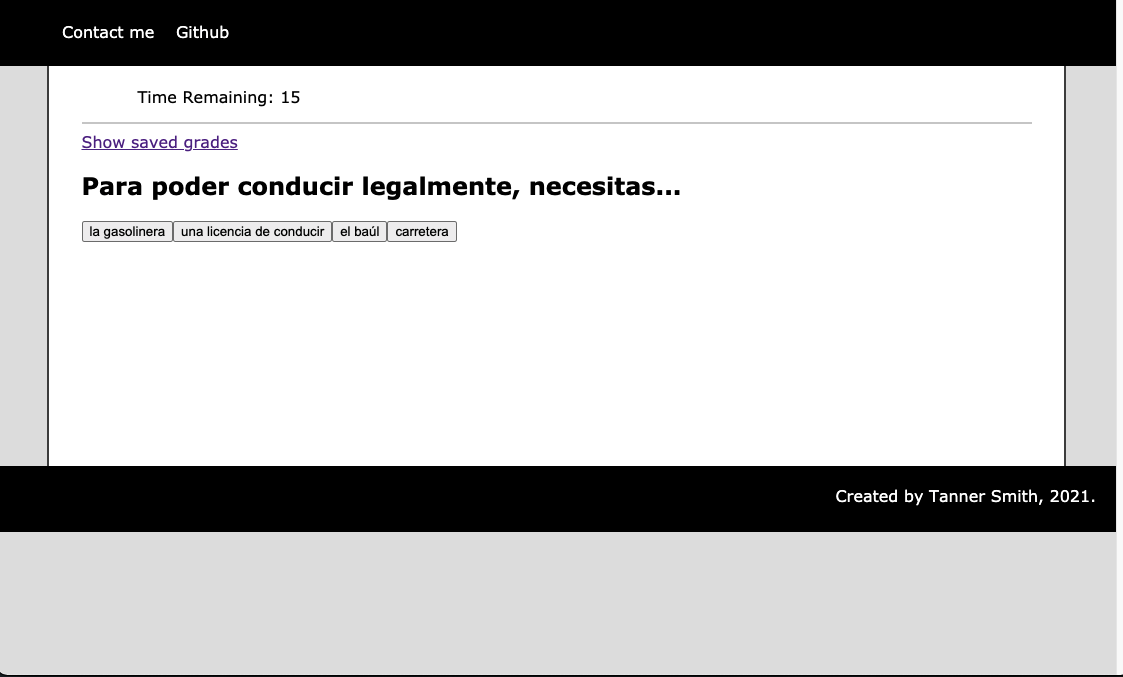 Contact me Github
Time Remaining: 15
Show saved grades
Para poder conducir legalmente, necesitas...
la gasolinera una licencia de conducir el baúl carretera
Created by Tanner Smith, 2021.